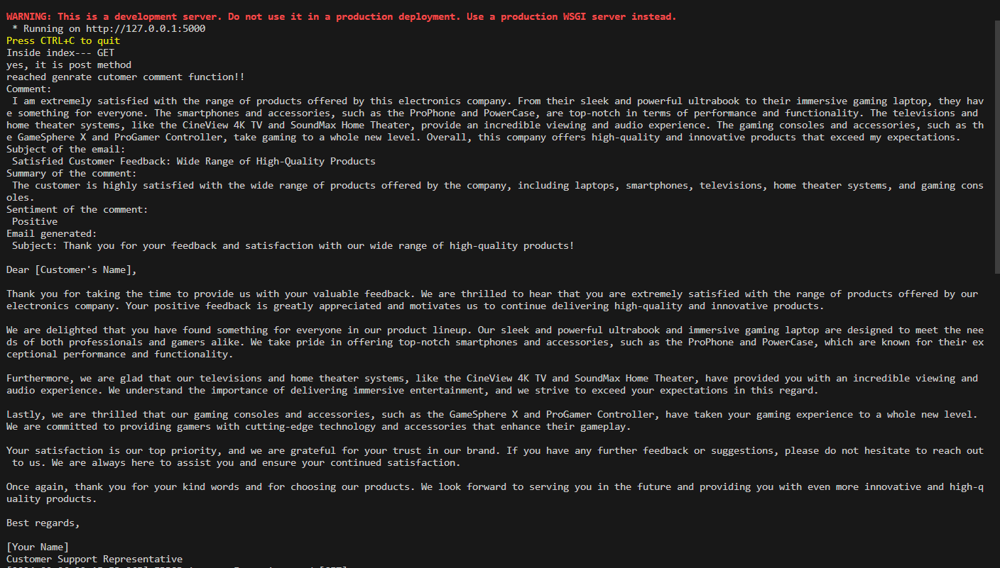 WARNING: This is a development server. Do not use it in a production deployment. Use a production WSGI server instead.
 * Running on http://127.0.0.1:5000
Press CTRL+C to quit
Inside index--- GET
yes, it is post method
reached genrate cutomer comment function!!
Comment:
 I am extremely satisfied with the range of products offered by this electronics company. From their sleek and powerful ultrabook to their immersive gaming laptop, they hav
e something for everyone. The smartphones and accessories, such as the ProPhone and PowerCase, are top-notch in terms of performance and functionality. The televisions and
home theater systems, like the CineView 4K TV and SoundMax Home Theater, provide an incredible viewing and audio experience. The gaming consoles and accessories, such as th
e GameSphere X and ProGamer Controller, take gaming to a whole new level. Overall, this company offers high-quality and innovative products that exceed my expectations.
Subject of the email:
 Satisfied Customer Feedback: Wide Range of High-Quality Products
Summary of the comment:
 The customer is highly satisfied with the wide range of products offered by the company, including laptops, smartphones, televisions, home theater systems, and gaming cons
oles.
Sentiment of the comment:
 Positive
Email generated:
 Subject: Thank you for your feedback and satisfaction with our wide range of high-quality products!

Dear [Customer's Name],

Thank you for taking the time to provide us with your valuable feedback. We are thrilled to hear that you are extremely satisfied with the range of products offered by our
electronics company. Your positive feedback is greatly appreciated and motivates us to continue delivering high-quality and innovative products.

We are delighted that you have found something for everyone in our product lineup. Our sleek and powerful ultrabook and immersive gaming laptop are designed to meet the nee
ds of both professionals and gamers alike. We take pride in offering top-notch smartphones and accessories, such as the ProPhone and PowerCase, which are known for their ex
ceptional performance and functionality.

Furthermore, we are glad that our televisions and home theater systems, like the CineView 4K TV and SoundMax Home Theater, have provided you with an incredible viewing and
audio experience. We understand the importance of delivering immersive entertainment, and we strive to exceed your expectations in this regard.

Lastly, we are thrilled that our gaming consoles and accessories, such as the GameSphere X and ProGamer Controller, have taken your gaming experience to a whole new level.
We are committed to providing gamers with cutting-edge technology and accessories that enhance their gameplay.

Your satisfaction is our top priority, and we are grateful for your trust in our brand. If you have any further feedback or suggestions, please do not hesitate to reach out
 to us. We are always here to assist you and ensure your continued satisfaction.

Once again, thank you for your kind words and for choosing our products. We look forward to serving you in the future and providing you with even more innovative and high-q
uality products.

Best regards,

[Your Name]
Customer Support Representative